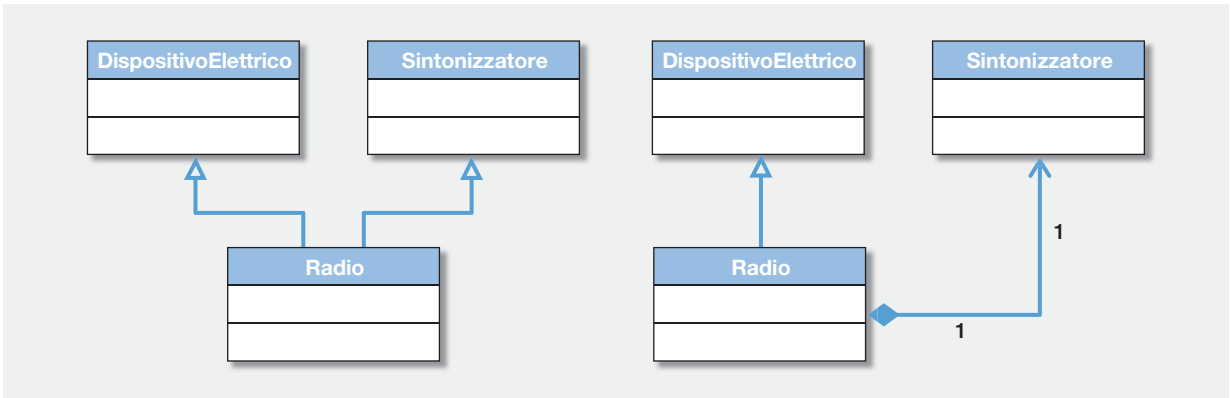 DispositivoElettrico
Sintonizzatore
Radio
DispositivoElettrico
Sintonizzatore
Radio
1
1